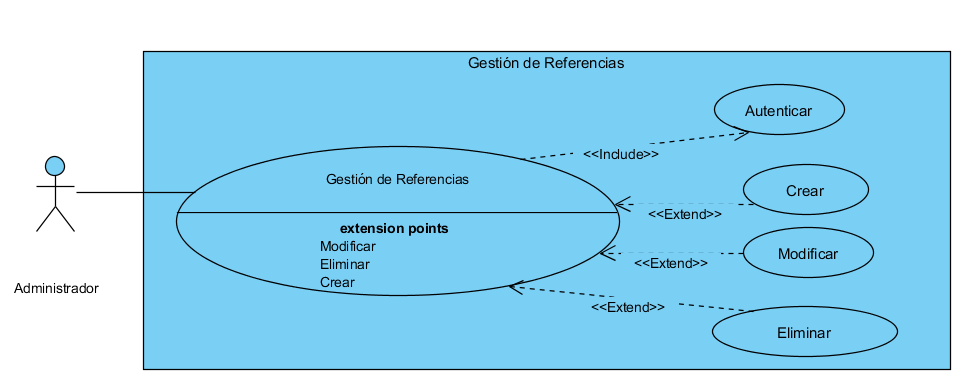 Gestión de Referencias
Autenticar
<<Include>>
Gestión de Referencias
Crear
<<Extend>>
extension points
Modificar
Eliminar
Crear
Modificar
<<Extend>>
Administrador
<<Extend>>
Eliminar